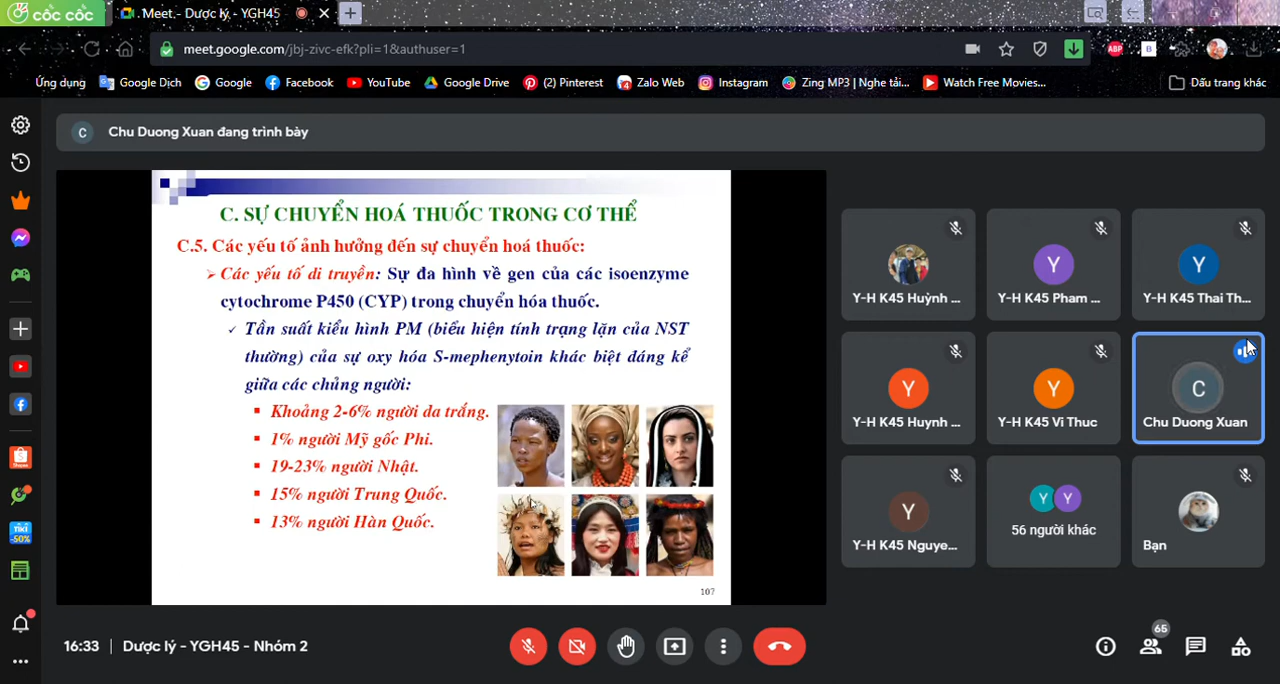 cốc cốc
Meet - Dược lý - YGH45
meet.google.com/jbj-zivc-efk?pli=1&authuser=1
ABP
B
Ứng dụng
Google Dịch
Google
Facebook
YouTube
Google Drive
(2) Pinterest
Zalo Web
Instagram
Zing MP3 | Nghe tải...
Watch Free Movies...
Dấu trang khác
C
Chu Duong Xuan đang trình bày
C. SỰ CHUYỂN HOÁ THUỐC TRONG CƠ THỂ
C.5. Các yếu tố ảnh hưởng đến sự chuyển hoá thuốc:
Các yếu tố di truyền: Sự đa hình về gen của các isoenzyme
cytochrome P450 (CYP) trong chuyển hóa thuốc.
Tần suất kiểu hình PM (biểu hiện tính trạng lặn của NST
thường) của sự oxy hóa S-mephenytoin khác biệt đáng kể
giữa các chủng người:
Khoảng 2-6% người da trắng.
1% người Mỹ gốc Phi.
19-23% người Nhật.
15% người Trung Quốc.
13% người Hàn Quốc.
107
Y-H K45 Huỳnh ...
Y
Y-H K45 Pham ...
Y
Y-H K45 Thai Th...
Y
Y-H K45 Huynh ...
Y
Y-H K45 Vi Thuc
C
Chu Duong Xuan
Y
Y-H K45 Nguye...
Y Y
56 người khác
Bạn
Shopee
TIKI
-50%
16:33 | Dược lý - YGH45 - Nhóm 2
65